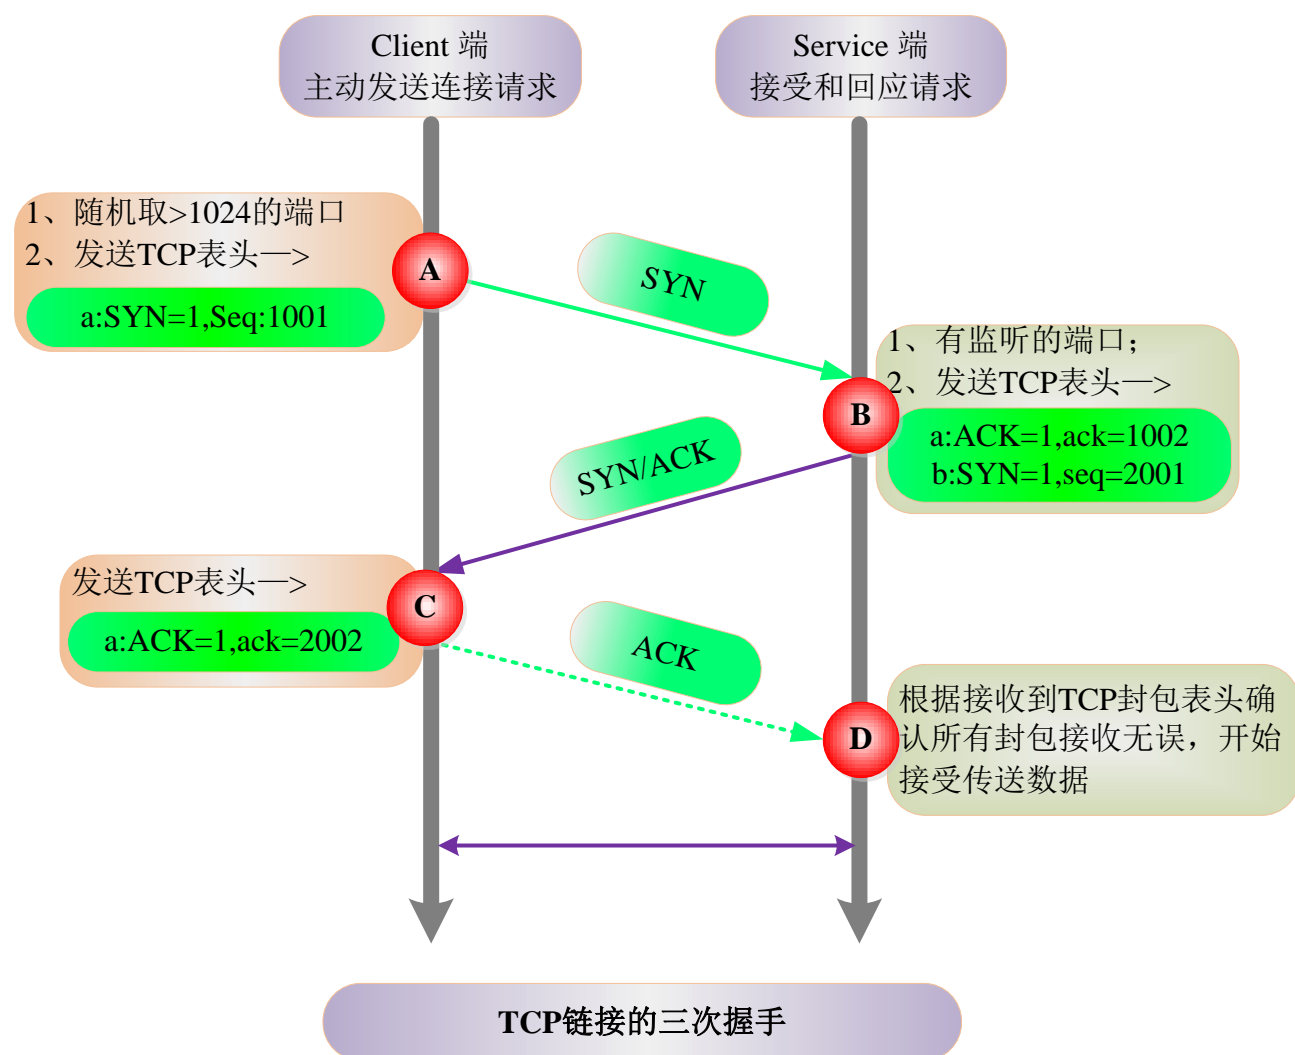 Client 端
主动发送连接请求
Service 端
接受和回应请求
1、随机取>1024的端口
2、发送TCP表头—>
a:SYN=1,Seq:1001
A
SYN
1、有监听的端口；
2、发送TCP表头—>
B
a:ACK=1,ack=1002
b:SYN=1,seq=2001
SYN/ACK
发送TCP表头—>
C
a:ACK=1,ack=2002
ACK
D
根据接收到TCP封包表头确
认所有封包接收无误，开始
接受传送数据
TCP链接的三次握手